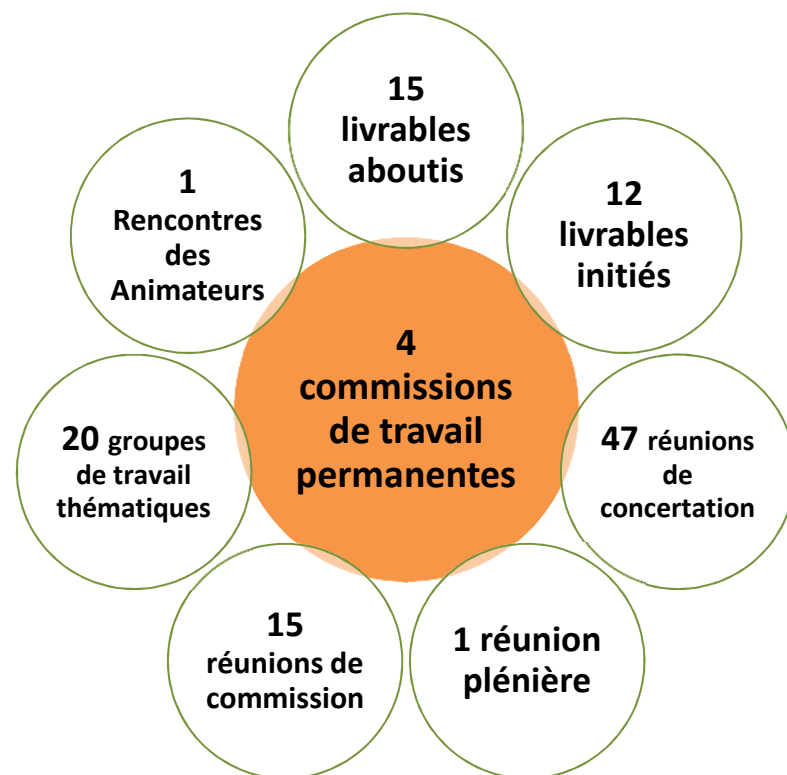 15
livrables
aboutis
12
livrables
initiés
47 réunions
de
concertation
1 réunion
plénière
15
réunions de
commission
20 groupes
de travail
thématiques
1
Rencontres
des
Animateurs
4
commissions
de travail
permanentes